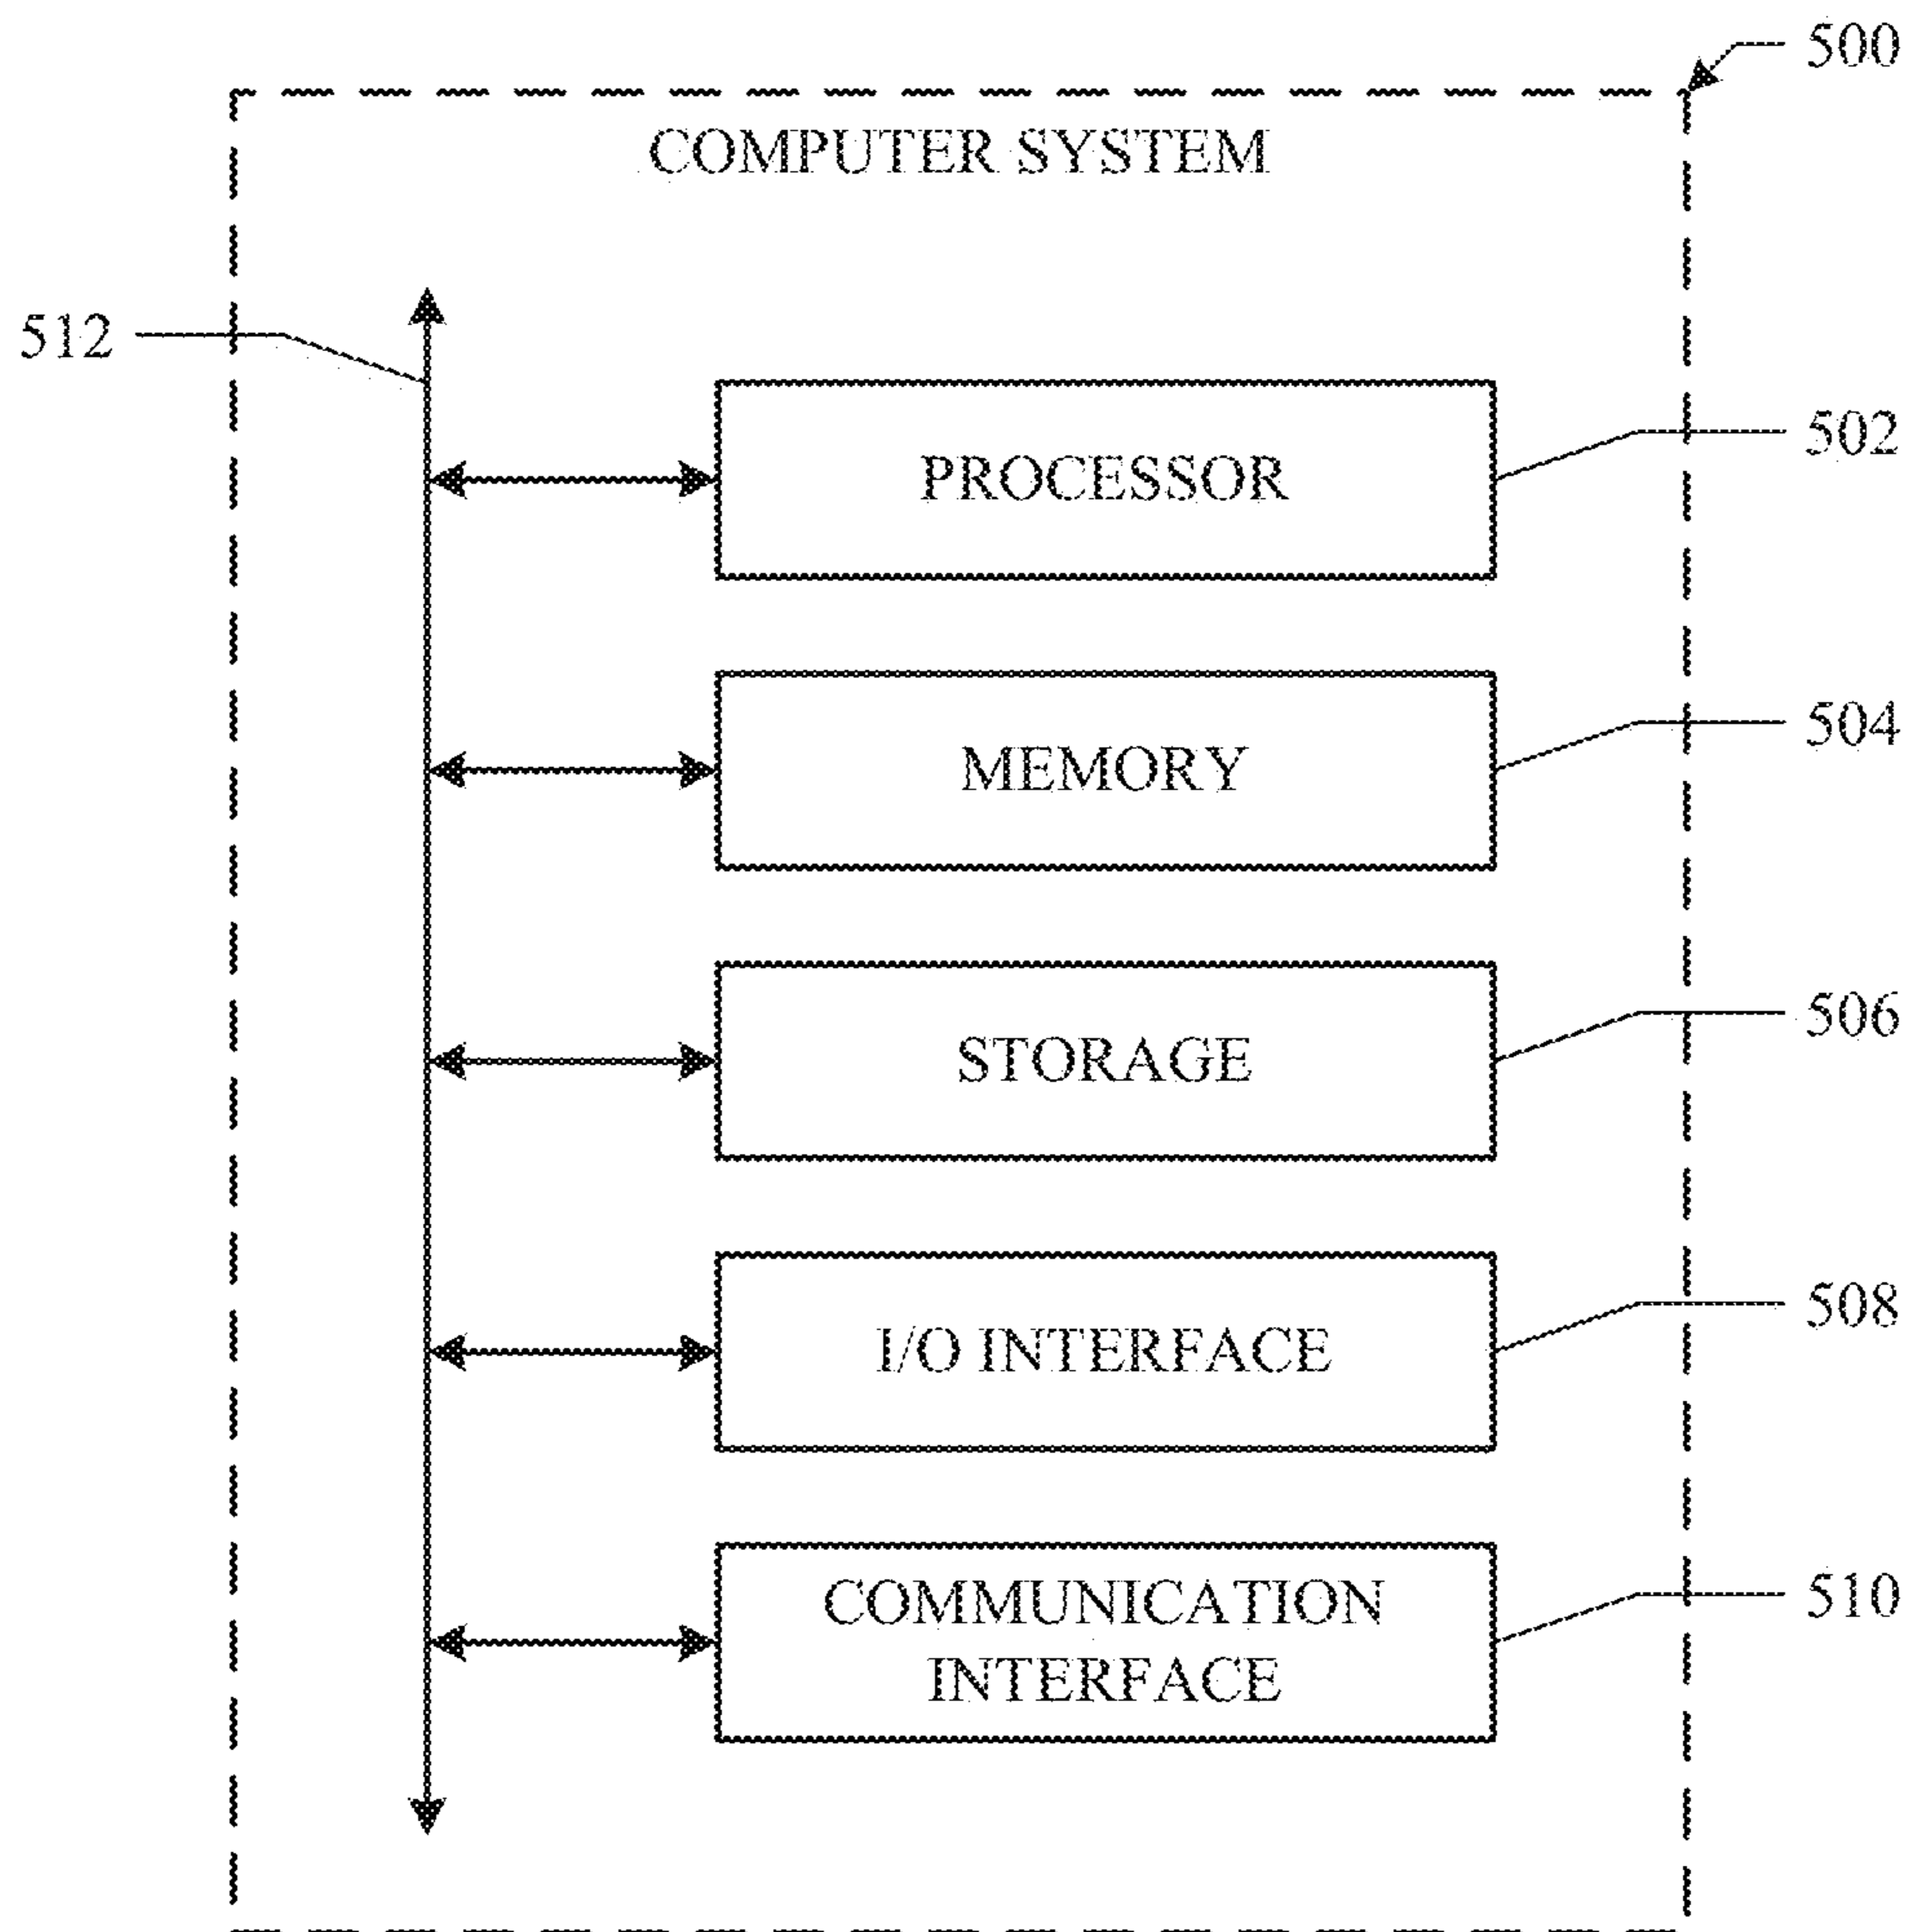 500
COMPUTER SYSTEM
512
PROCESSOR
502
MEMORY
504
STORAGE
506
I/O INTERFACE
508
COMMUNICATION
INTERFACE
510